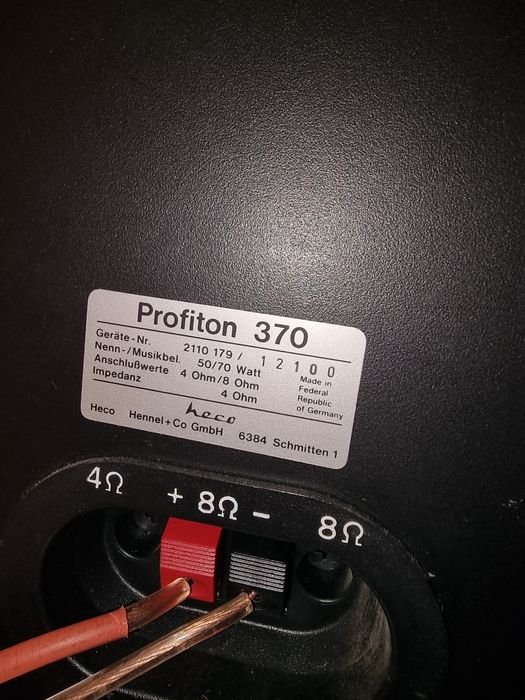 Profiton 370
Geräte-Nr. 2110 179 / 12100
Nenn-/Musikbel. 50/70 Watt
Anschlußwerte 4 Ohm/8 Ohm
Impedanz 4 Ohm
Made in
Federal
Republic
of Germany
heco
Heco Hennel+Co GmbH 6384 Schmitten 1
4Ω + 8Ω - 8Ω